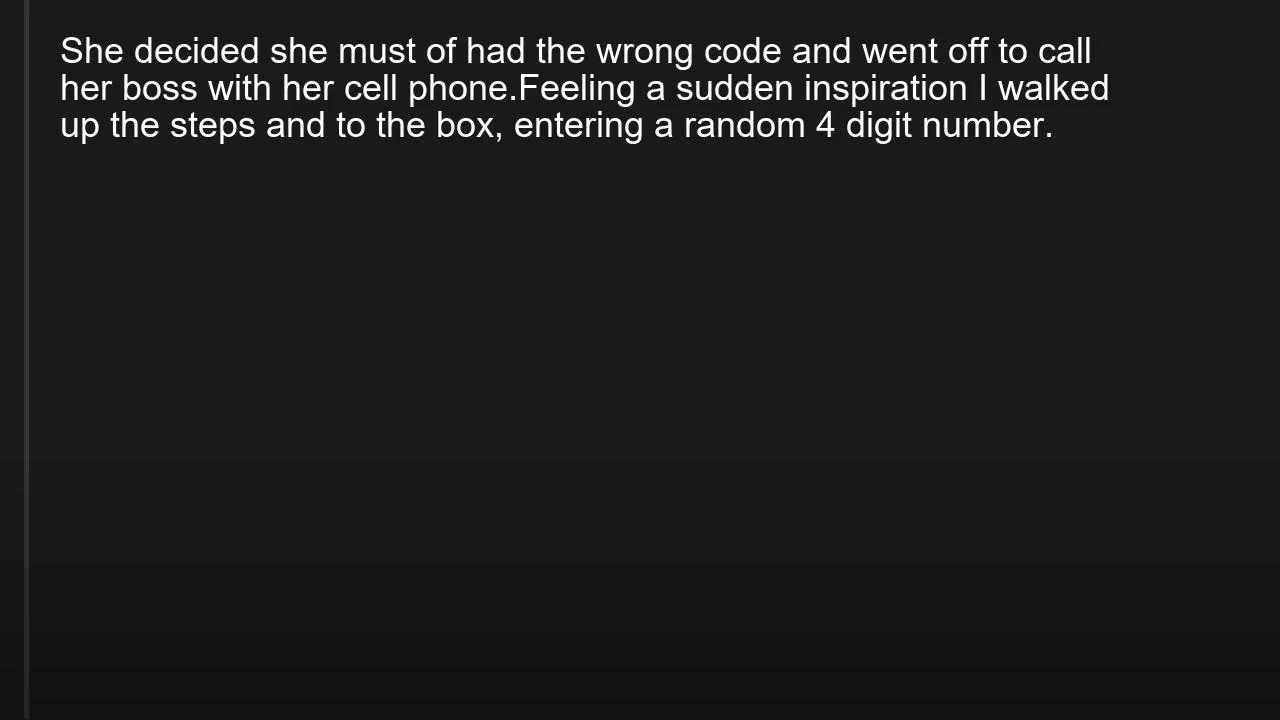 She decided she must of had the wrong code and went off to call
her boss with her cell phone.Feeling a sudden inspiration I walked
up the steps and to the box, entering a random 4 digit number.